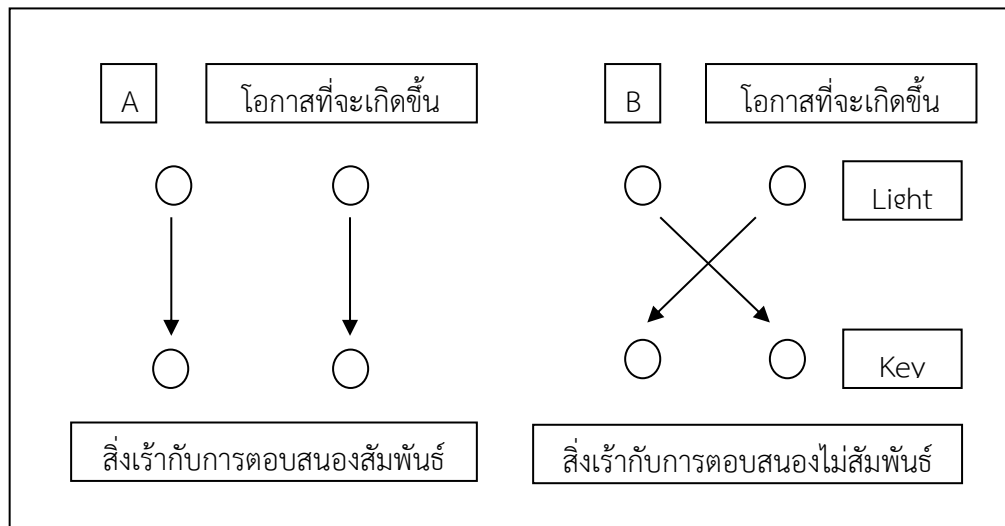 A
โอกาสที่จะเกิดขึ้น
B
โอกาสที่จะเกิดขึ้น
Light
Key
สิ่งเร้ากับการตอบสนองสัมพันธ์
สิ่งเร้ากับการตอบสนองไม่สัมพันธ์